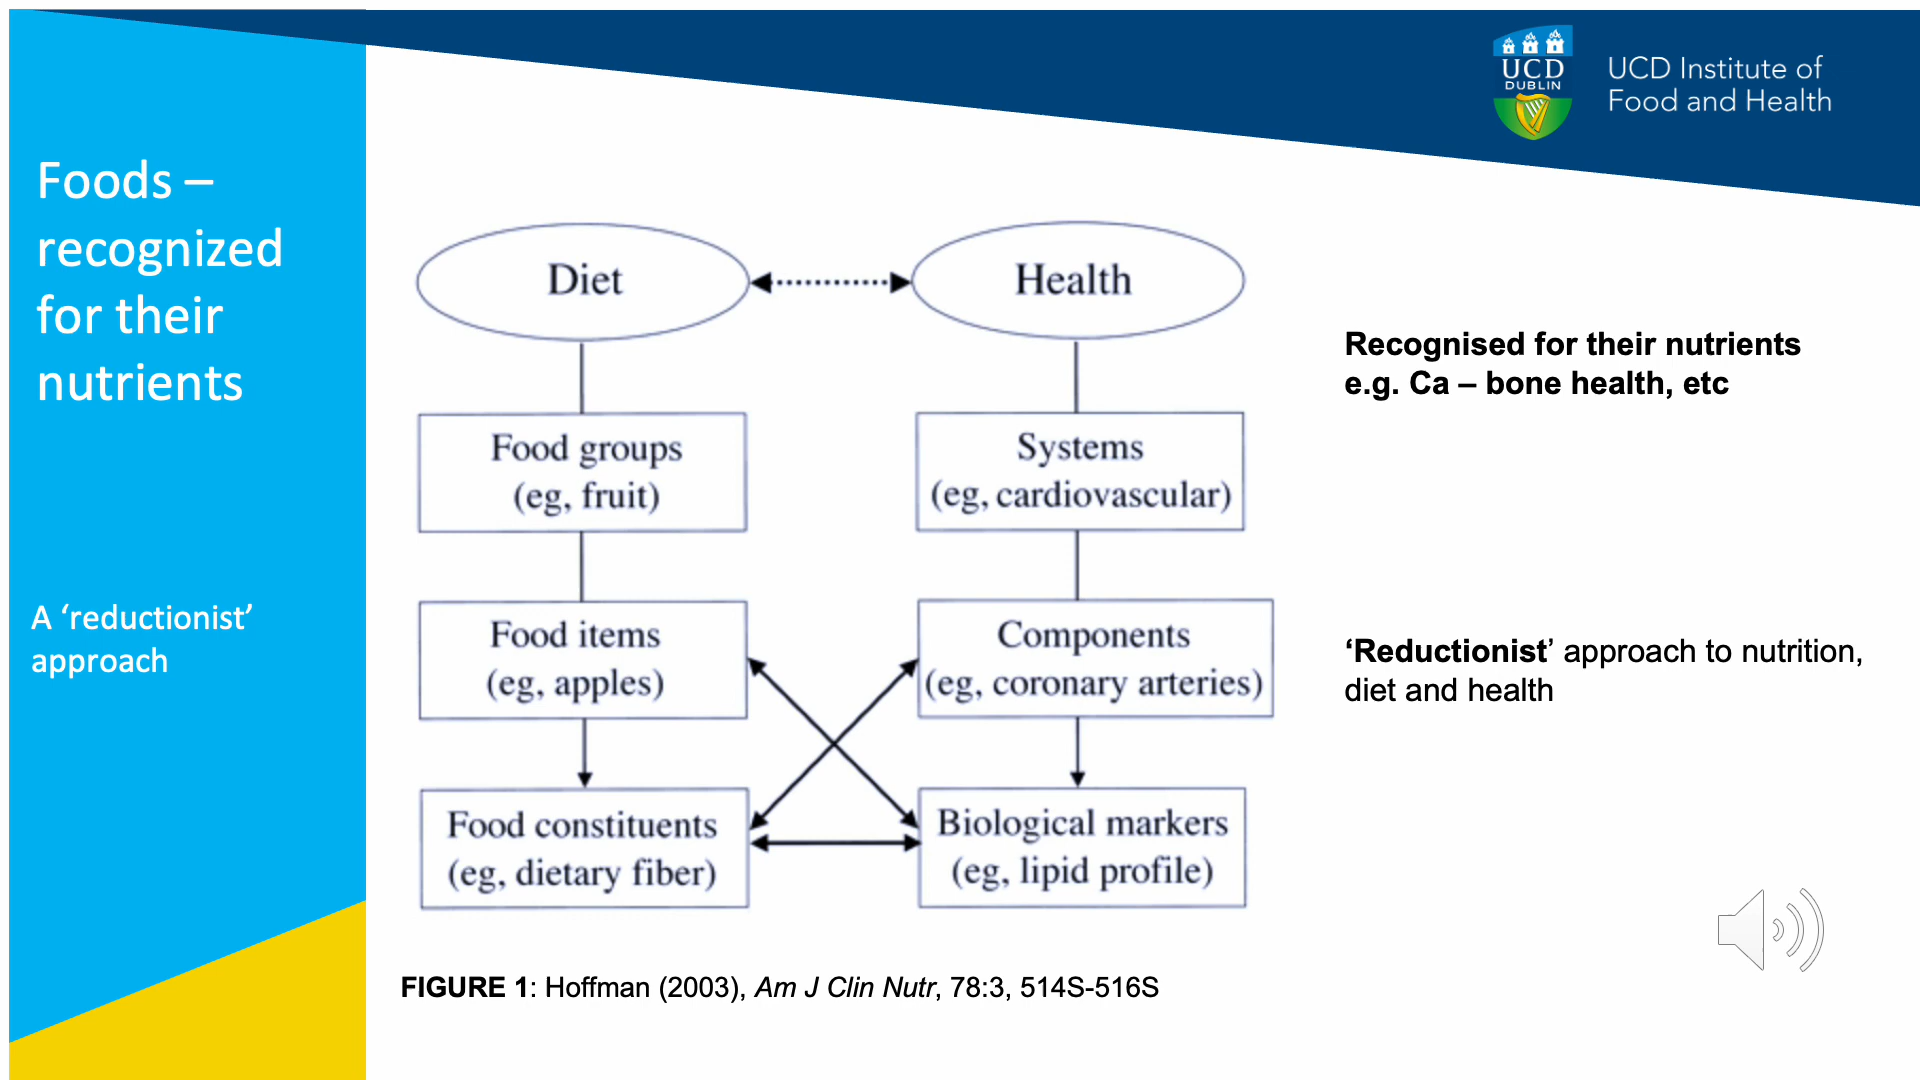 UCD
DUBLIN
UCD Institute of
Food and Health
Foods –
recognized
for their
nutrients
A ‘reductionist’
approach
Diet
Health
Food groups
(eg, fruit)
Systems
(eg, cardiovascular)
Food items
(eg, apples)
Components
(eg, coronary arteries)
Food constituents
(eg, dietary fiber)
Biological markers
(eg, lipid profile)
Recognised for their nutrients
e.g. Ca – bone health, etc
‘Reductionist’ approach to nutrition,
diet and health
FIGURE 1: Hoffman (2003), Am J Clin Nutr, 78:3, 514S-516S